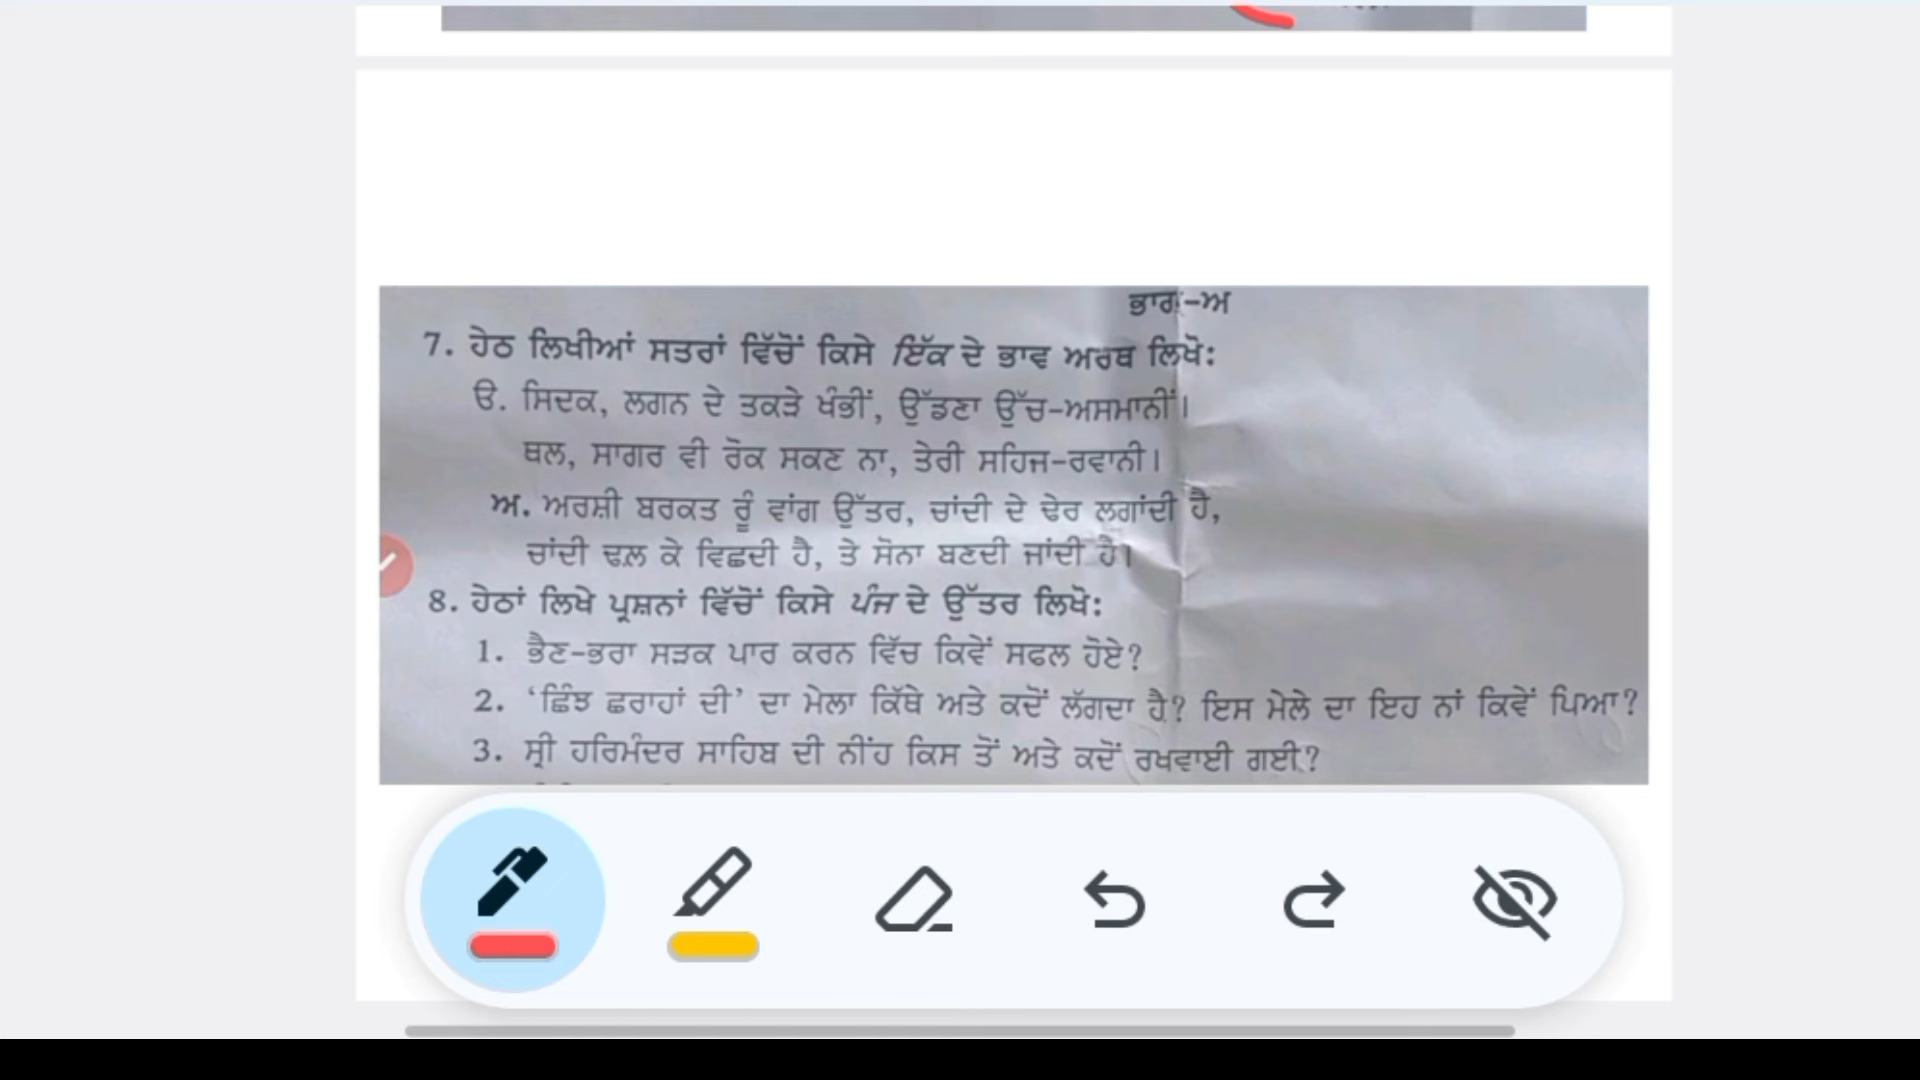 ਭਾਗ-ਅ
7. ਹੇਠ ਲਿਖੀਆਂ ਸਤਰਾਂ ਵਿੱਚੋਂ ਕਿਸੇ ਇੱਕ ਦੇ ਭਾਵ ਅਰਥ ਲਿਖੋ:
ੳ. ਸਿਦਕ, ਲਗਨ ਦੇ ਤਕੜੇ ਖੰਭੀਂ, ਉੱਡਣਾ ਉੱਚ-ਅਸਮਾਨੀਂ।
ਥਲ, ਸਾਗਰ ਵੀ ਰੋਕ ਸਕਣ ਨਾ, ਤੇਰੀ ਸਹਿਜ-ਰਵਾਨੀ।
ਅ. ਅਰਸ਼ੀ ਬਰਕਤ ਰੂੰ ਵਾਂਗ ਉੱਤਰ, ਚਾਂਦੀ ਦੇ ਢੇਰ ਲਗਾਂਦੀ ਹੈ,
ਚਾਂਦੀ ਢਲ਼ ਕੇ ਵਿਛਦੀ ਹੈ, ਤੇ ਸੋਨਾ ਬਣਦੀ ਜਾਂਦੀ ਹੈ।
8. ਹੇਠਾਂ ਲਿਖੇ ਪ੍ਰਸ਼ਨਾਂ ਵਿੱਚੋਂ ਕਿਸੇ ਪੰਜ ਦੇ ਉੱਤਰ ਲਿਖੋ:
1. ਭੈਣ-ਭਰਾ ਸੜਕ ਪਾਰ ਕਰਨ ਵਿੱਚ ਕਿਵੇਂ ਸਫਲ ਹੋਏ?
2. ‘ਛਿੰਝ ਛਰਾਹਾਂ ਦੀ’ ਦਾ ਮੇਲਾ ਕਿੱਥੇ ਅਤੇ ਕਦੋਂ ਲੱਗਦਾ ਹੈ? ਇਸ ਮੇਲੇ ਦਾ ਇਹ ਨਾਂ ਕਿਵੇਂ ਪਿਆ?
3. ਸ੍ਰੀ ਹਰਿਮੰਦਰ ਸਾਹਿਬ ਦੀ ਨੀਂਹ ਕਿਸ ਤੋਂ ਅਤੇ ਕਦੋਂ ਰਖਵਾਈ ਗਈ?